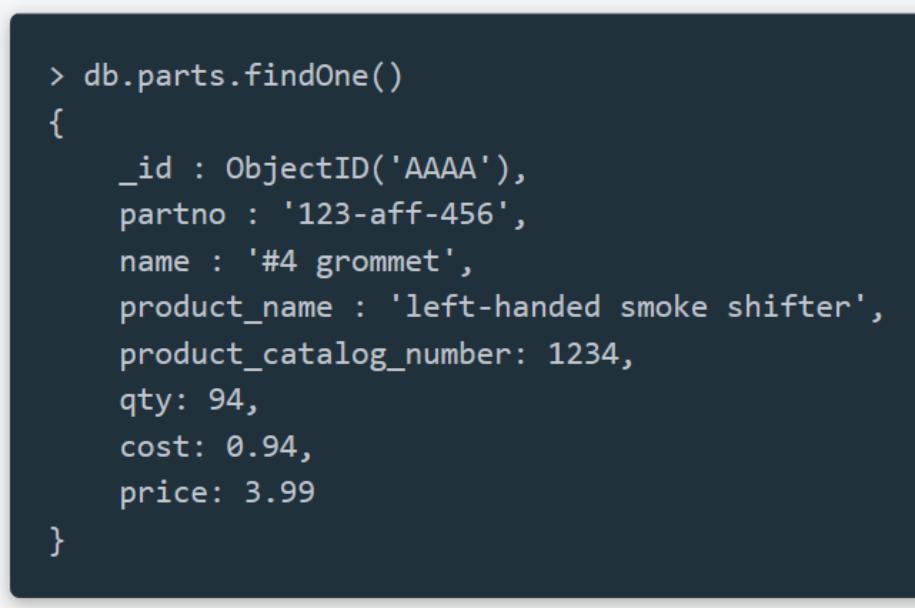 > db.parts.findOne()
{
    _id : ObjectID('AAAA'),
    partno : '123-aff-456',
    name : '#4 grommet',
    product_name : 'left-handed smoke shifter',
    product_catalog_number: 1234,
    qty: 94,
    cost: 0.94,
    price: 3.99
}